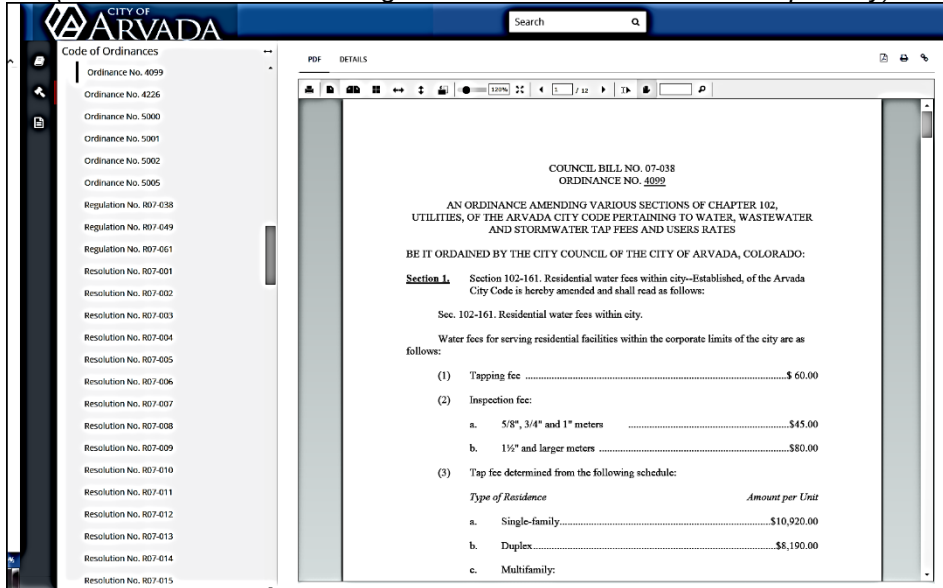 CITY OF
ARVADA
Search
Code of Ordinances
Ordinance No. 4099
Ordinance No. 4226
Ordinance No. 5000
Ordinance No. 5001
Ordinance No. 5002
Ordinance No. 5005
Regulation No. R07-038
Regulation No. R07-049
Regulation No. R07-061
Resolution No. R07-001
Resolution No. R07-002
Resolution No. R07-003
Resolution No. R07-004
Resolution No. R07-005
Resolution No. R07-006
Resolution No. R07-007
Resolution No. R07-008
Resolution No. R07-009
Resolution No. R07-010
Resolution No. R07-011
Resolution No. R07-012
Resolution No. R07-013
Resolution No. R07-014
Resolution No. R07-015
PDF DETAILS
120% 1 / 12
COUNCIL BILL NO. 07-038
ORDINANCE NO. 4099
AN ORDINANCE AMENDING VARIOUS SECTIONS OF CHAPTER 102,
UTILITIES, OF THE ARVADA CITY CODE PERTAINING TO WATER, WASTEWATER
AND STORMWATER TAP FEES AND USERS RATES
BE IT ORDAINED BY THE CITY COUNCIL OF THE CITY OF ARVADA, COLORADO:
Section 1. Section 102-161. Residential water fees within city--Established, of the Arvada
City Code is hereby amended and shall read as follows:
Sec. 102-161. Residential water fees within city.
Water fees for serving residential facilities within the corporate limits of the city are as
follows:
(1) Tapping fee ....................$ 60.00
(2) Inspection fee:
a. 5/8", 3/4" and 1" meters ....................$45.00
b. 1½" and larger meters ....................$80.00
(3) Tap fee determined from the following schedule:
Type of Residence Amount per Unit
a. Single-family....................$10,920.00
b. Duplex....................$8,190.00
c. Multifamily: